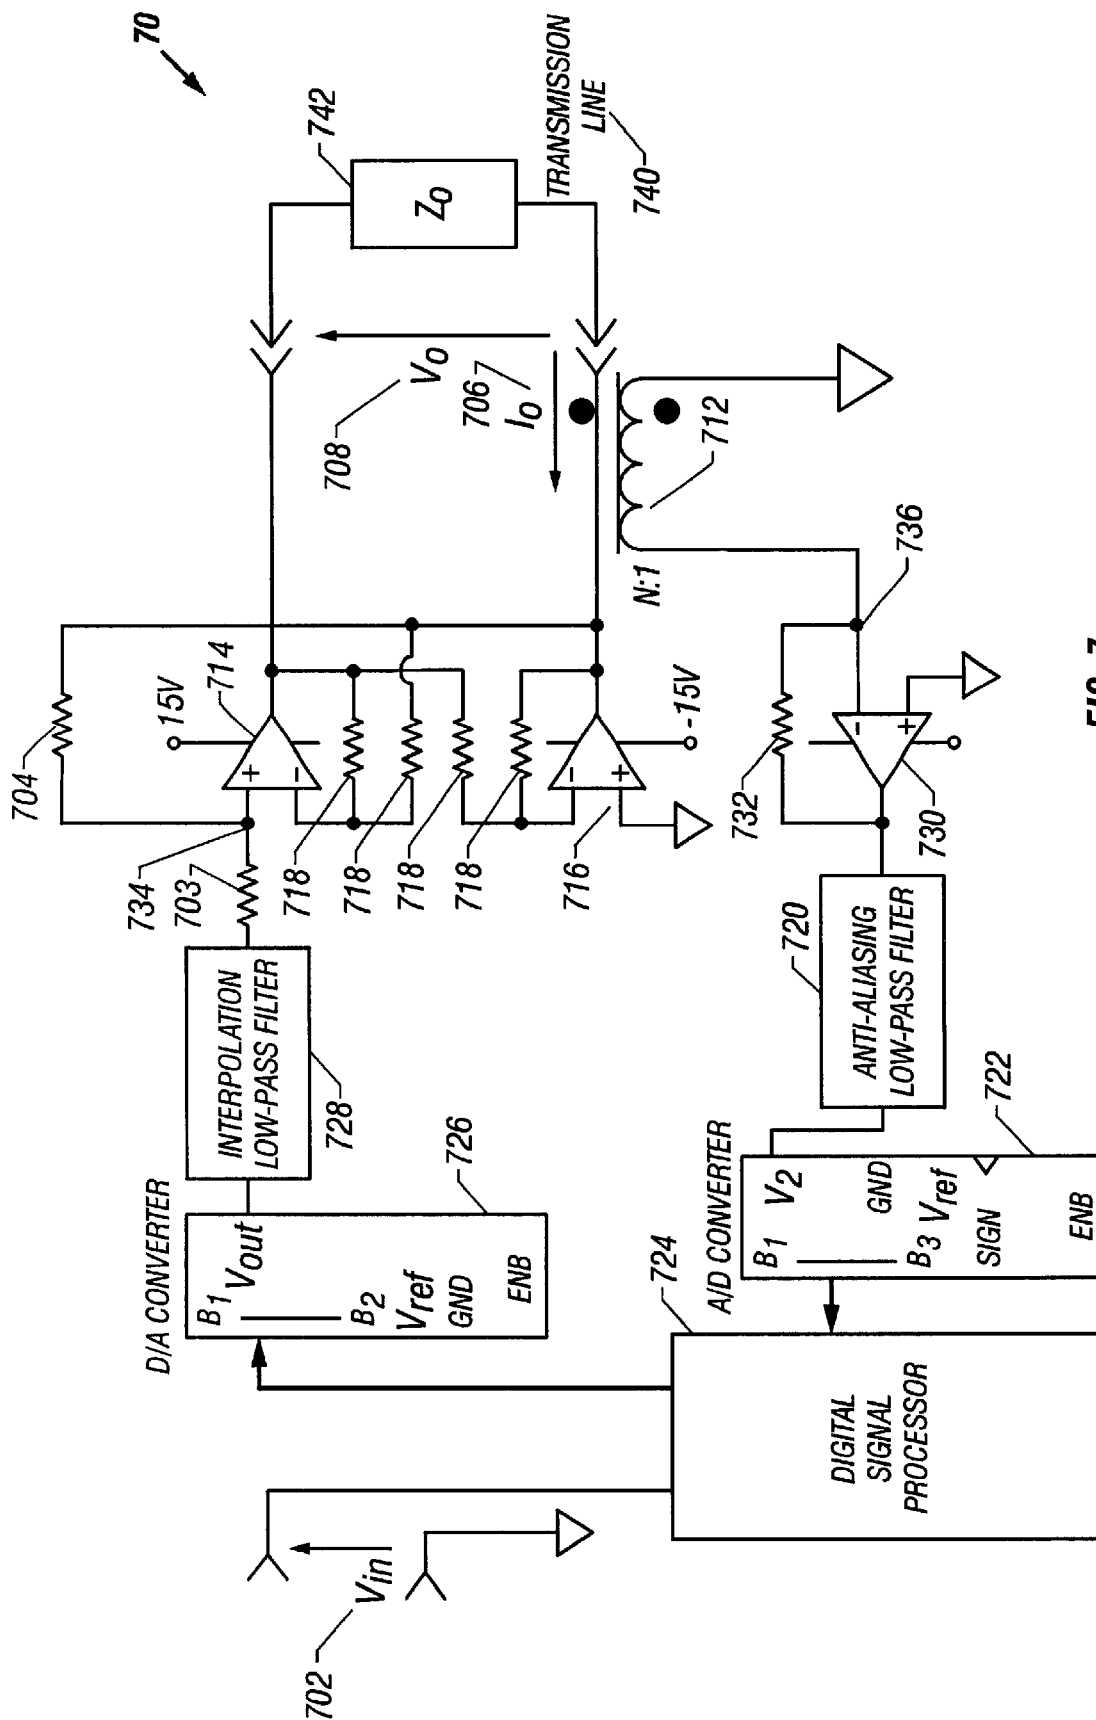 70
742
Z0
TRANSMISSION
LINE
740
704
15V
714
734
703
718
718
718
718
716
-15V
708
Vo
706
Io
712
N:1
736
732
730
+
-
-
+
-
+
INTERPOLATION
LOW-PASS FILTER
728
D/A CONVERTER
726
B1 Vout
B2
Vref
GND
ENB
720
ANTI-ALIASING
LOW-PASS FILTER
722
A/D CONVERTER
B1 V2
GND
B3 Vref
SIGN
ENB
724
DIGITAL
SIGNAL
PROCESSOR
Vin
702